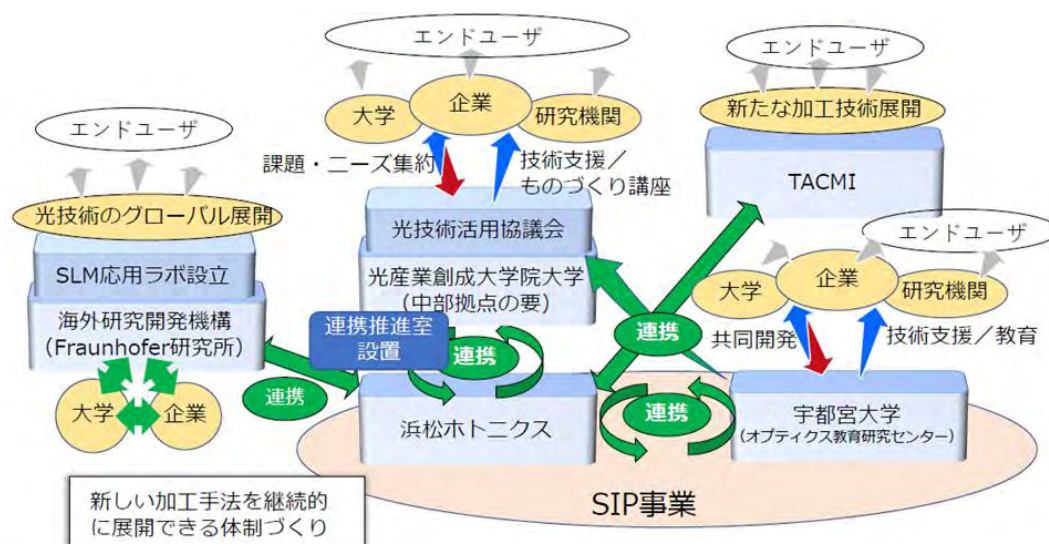 エンドユーザ
エンドユーザ
エンドユーザ
大学
企業
研究機関
新たな加工技術展開
TACMI
課題・ニーズ集約
技術支援／
ものづくり講座
光技術のグローバル展開
SLM応用ラボ設立
海外研究開発機構
（Fraunhofer研究所）
大学
企業
連携
光技術活用協議会
光産業創成大学院大学
（中部拠点の要）
連携推進室
設置
連携
連携
エンドユーザ
大学
企業
研究機関
共同開発
技術支援／教育
浜松ホトニクス
連携
宇都宮大学
（オプティクス教育研究センター）
SIP事業
新しい加工手法を継続的
に展開できる体制づくり